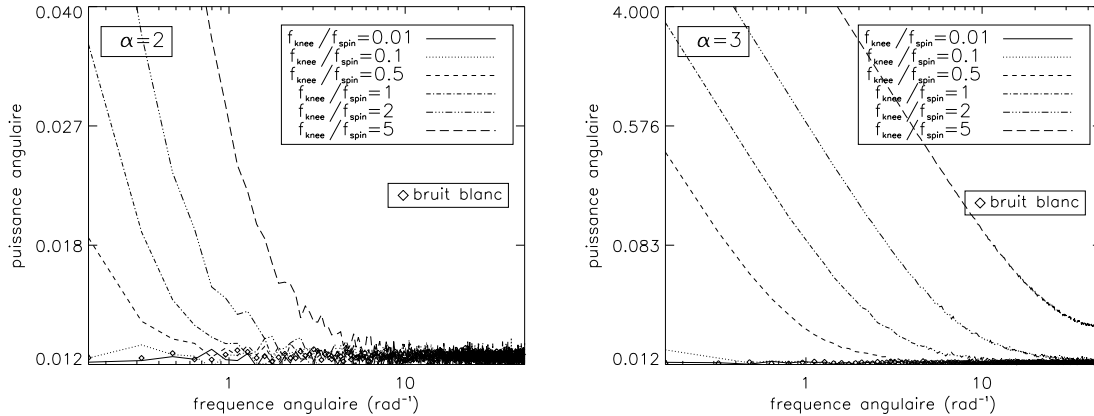 0.040
0.027
0.018
0.012
puissance angulaire
α=2
f_knee/f_spin=0.01
f_knee/f_spin=0.1
f_knee/f_spin=0.5
f_knee/f_spin=1
f_knee/f_spin=2
f_knee/f_spin=5
◇ bruit blanc
1 10
frequence angulaire (rad⁻¹)
4.000
0.576
0.083
0.012
puissance angulaire
α=3
f_knee/f_spin=0.01
f_knee/f_spin=0.1
f_knee/f_spin=0.5
f_knee/f_spin=1
f_knee/f_spin=2
f_knee/f_spin=5
◇ bruit blanc
1 10
frequence angulaire (rad⁻¹)